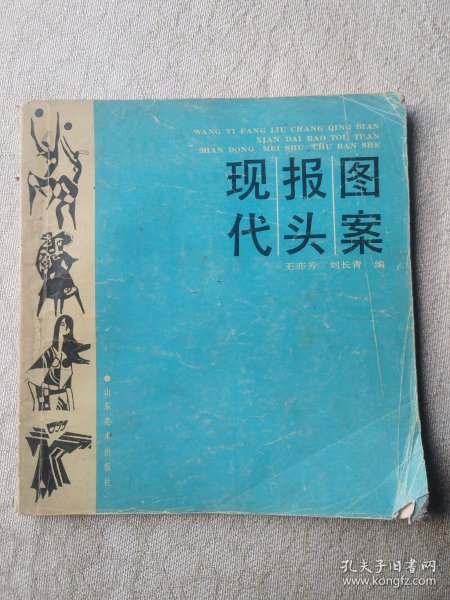 WANG YI FANG LIU CHANG QING BIAN
XIAN DAI BAO TOU TUAN
SHAN DONG MEI SHU CHU BAN SHE
现报图
代头案
王亦芳 刘长青 编
山东美术出版社
孔夫子旧书网
www.kongfz.com